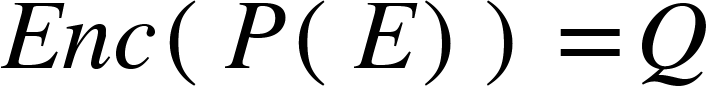 Enc( P( E) ) =Q